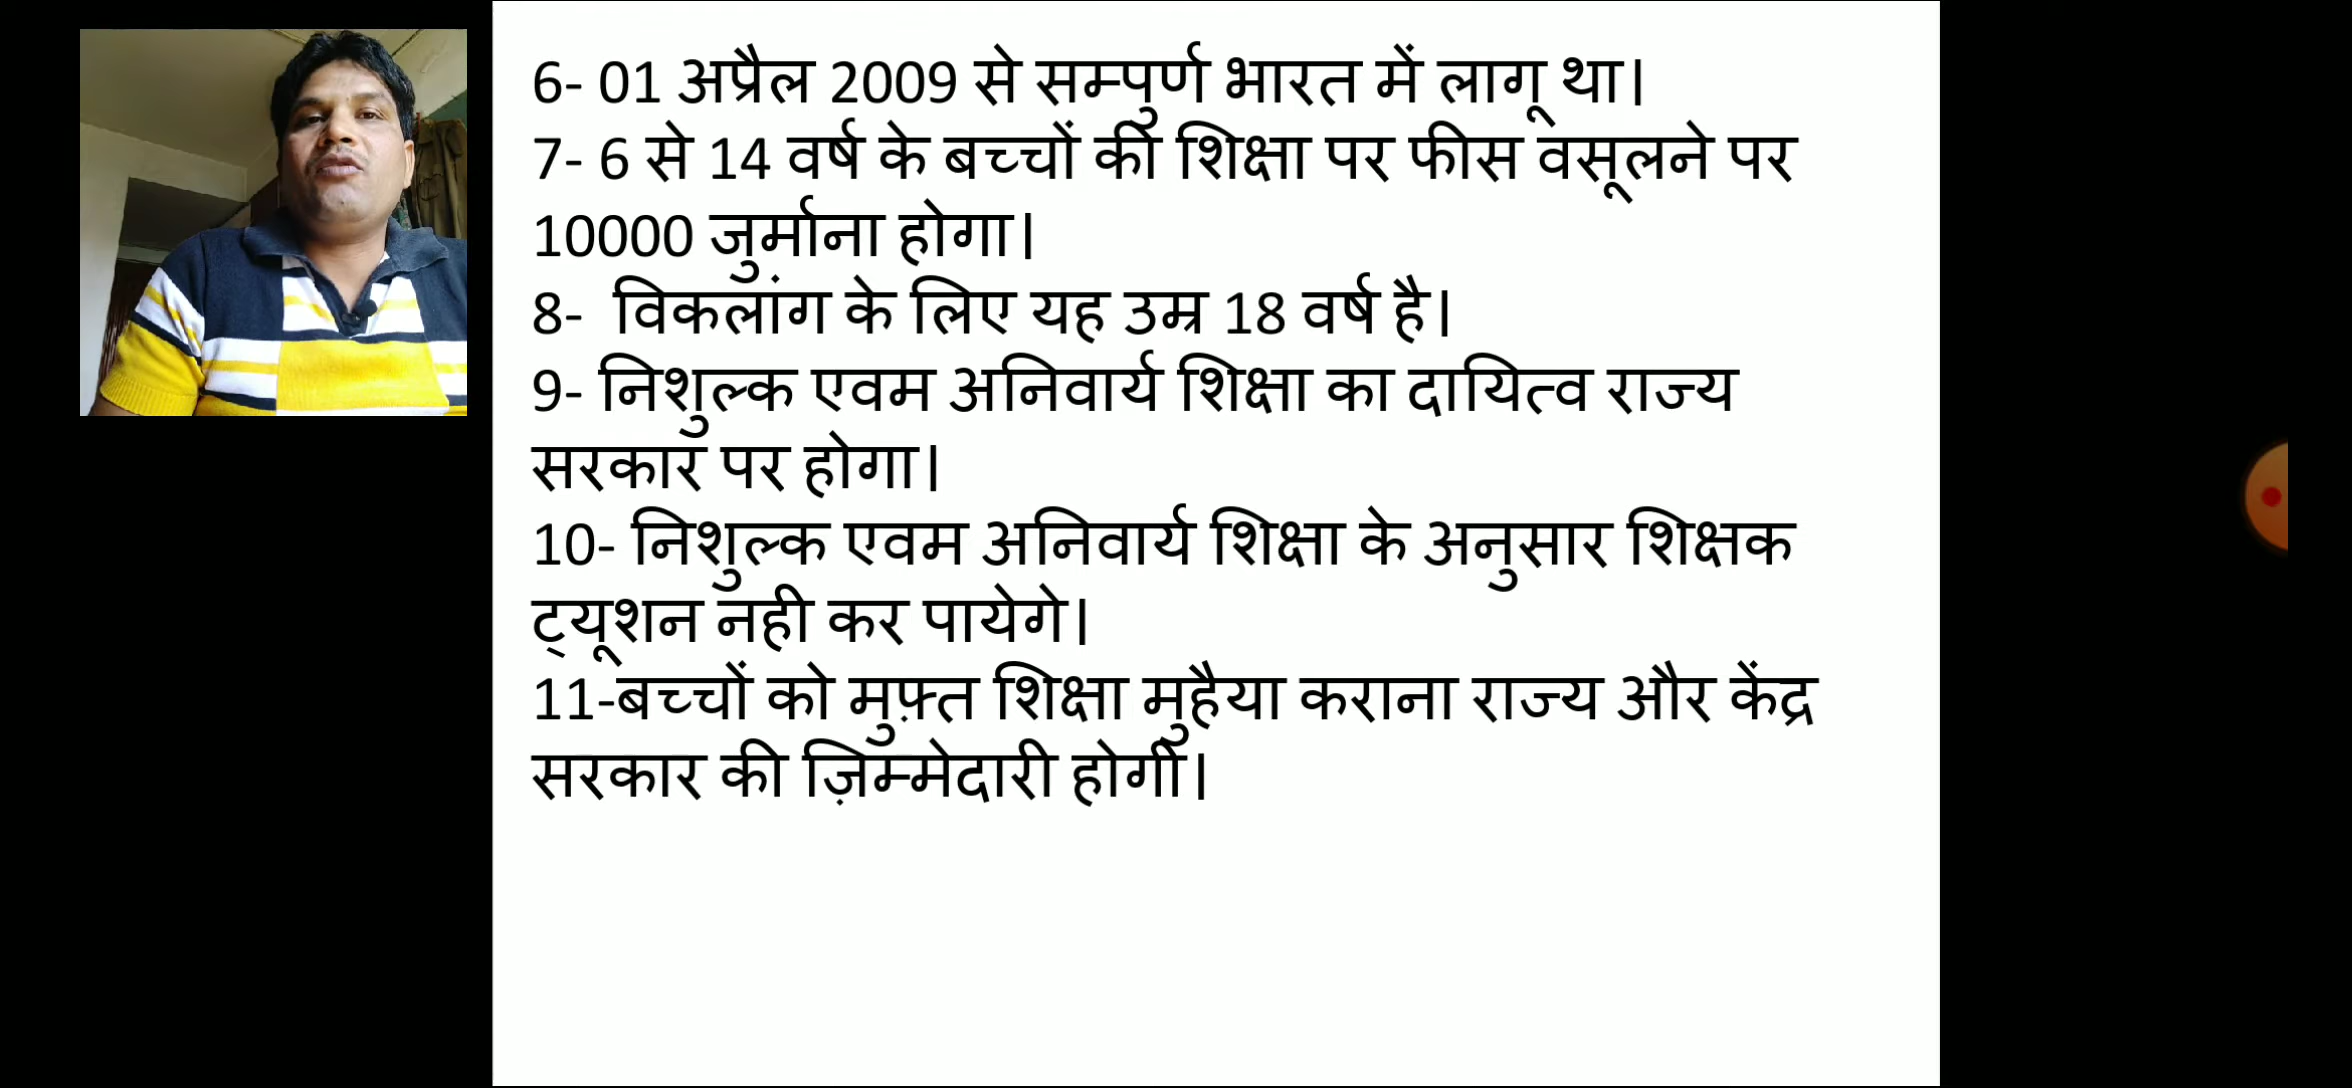 6- 01 अप्रैल 2009 से सम्पुर्ण भारत में लागू था।
7- 6 से 14 वर्ष के बच्चों की शिक्षा पर फीस वसूलने पर
10000 जुर्माना होगा।
8- विकलांग के लिए यह उम्र 18 वर्ष है।
9- निशुल्क एवम अनिवार्य शिक्षा का दायित्व राज्य
सरकार पर होगा।
10- निशुल्क एवम अनिवार्य शिक्षा के अनुसार शिक्षक
ट्यूशन नही कर पायेगे।
11-बच्चों को मुफ़्त शिक्षा मुहैया कराना राज्य और केंद्र
सरकार की ज़िम्मेदारी होगी।